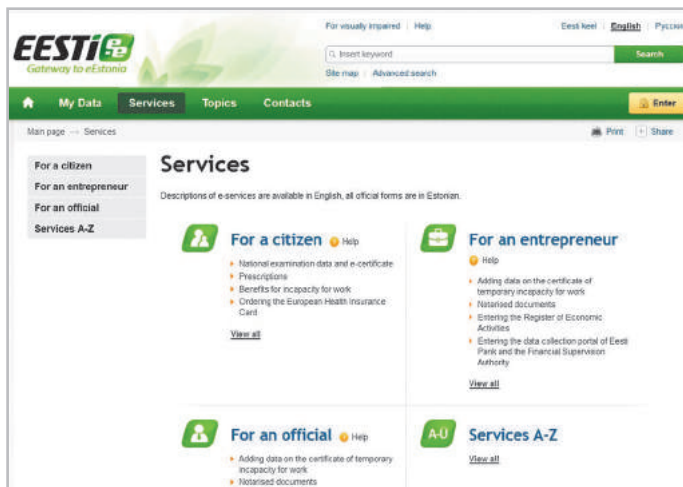 For visually impaired | Help
Eesti keel | English | Русски
EESTi
Gateway to eEstonia
Insert keyword
Search
Site map | Advanced search
My Data Services Topics Contacts
Enter
Main page → Services
Print + Share
For a citizen
For an entrepreneur
For an official
Services A-Z
Services
Descriptions of e-services are available in English, all official forms are in Estonian.
For a citizen Help
National examination data and e-certificate
Prescriptions
Benefits for incapacity for work
Ordering the European Health Insurance
Card
View all
For an entrepreneur
Help
Adding data on the certificate of
temporary incapacity for work
Notarised documents
Entering the Register of Economic
Activities
Entering the data collection portal of Eesti
Pank and the Financial Supervision
Authority
View all
For an official Help
Adding data on the certificate of temporary
incapacity for work
Notarised documents
A-Ü
Services A-Z
View all